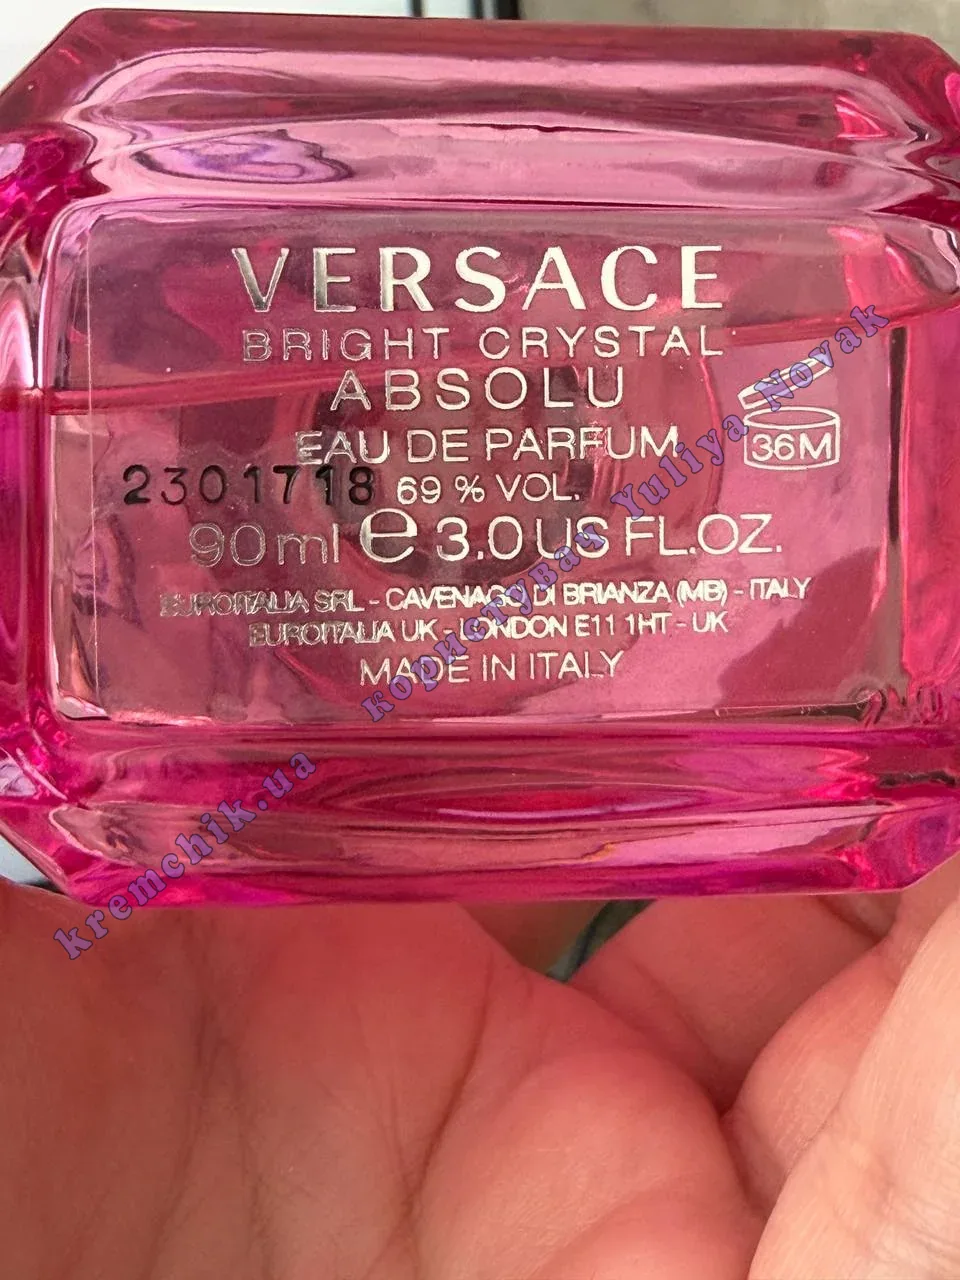 VERSACE
BRIGHT CRYSTAL
ABSOLU
EAU DE PARFUM
36M
2301718 69 % VOL.
90ml e 3.0 US FL.OZ.
EUROITALIA SRL - CAVENAGO DI BRIANZA (MB) - ITALY
EUROITALIA UK - LONDON E11 1HT - UK
MADE IN ITALY
kremchik.ua користувач Yuliya Novak